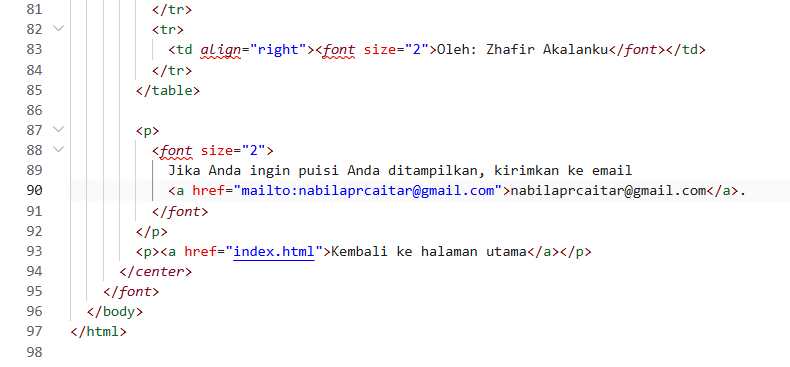 81 </tr>
82 <tr>
83 <td align="right"><font size="2">Oleh: Zhafir Akalanku</font></td>
84 </tr>
85 </table>
86
87 <p>
88 <font size="2">
89 Jika Anda ingin puisi Anda ditampilkan, kirimkan ke email
90 <a href="mailto:nabilaprcaitar@gmail.com">nabilaprcaitar@gmail.com</a>.
91 </font>
92 </p>
93 <p><a href="index.html">Kembali ke halaman utama</a></p>
94 </center>
95 </font>
96 </body>
97 </html>
98